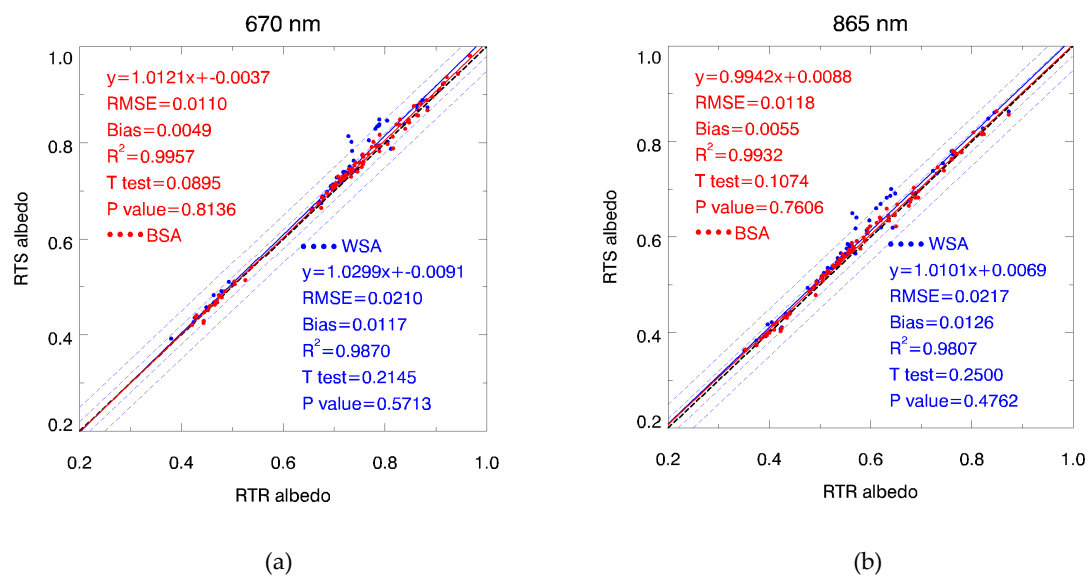 670 nm
1.0
0.8
0.6
0.4
0.2
RTS albedo
y=1.0121x+-0.0037
RMSE=0.0110
Bias=0.0049
R²=0.9957
T test=0.0895
P value=0.8136
BSA
WSA
y=1.0299x+-0.0091
RMSE=0.0210
Bias=0.0117
R²=0.9870
T test=0.2145
P value=0.5713
0.2 0.4 0.6 0.8 1.0
RTR albedo
(a)
865 nm
1.0
0.8
0.6
0.4
0.2
RTS albedo
y=0.9942x+0.0088
RMSE=0.0118
Bias=0.0055
R²=0.9932
T test=0.1074
P value=0.7606
BSA
WSA
y=1.0101x+0.0069
RMSE=0.0217
Bias=0.0126
R²=0.9807
T test=0.2500
P value=0.4762
0.2 0.4 0.6 0.8 1.0
RTR albedo
(b)